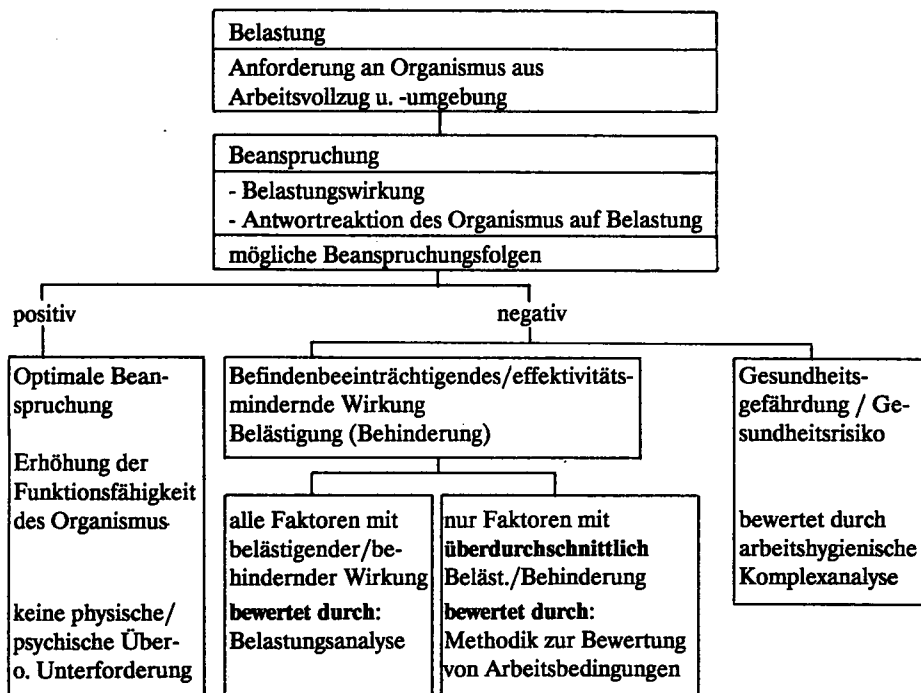 Belastung
Anforderung an Organismus aus
Arbeitsvollzug u. -umgebung
Beanspruchung
- Belastungswirkung
- Antwortreaktion des Organismus auf Belastung
mögliche Beanspruchungsfolgen
positiv
negativ
Optimale Bean-
spruchung
Erhöhung der
Funktionsfähigkeit
des Organismus
keine physische/
psychische Über-
o. Unterforderung
Befindenbeeinträchtigendes/effektivitäts-
mindernde Wirkung
Belästigung (Behinderung)
alle Faktoren mit
belästigender/be-
hindernder Wirkung
bewertet durch:
Belastungsanalyse
nur Faktoren mit
überdurchschnittlich
Beläst./Behinderung
bewertet durch:
Methodik zur Bewertung
von Arbeitsbedingungen
Gesundheits-
gefährdung / Ge-
sundheitsrisiko
bewertet durch
arbeitshygienische
Komplexanalyse